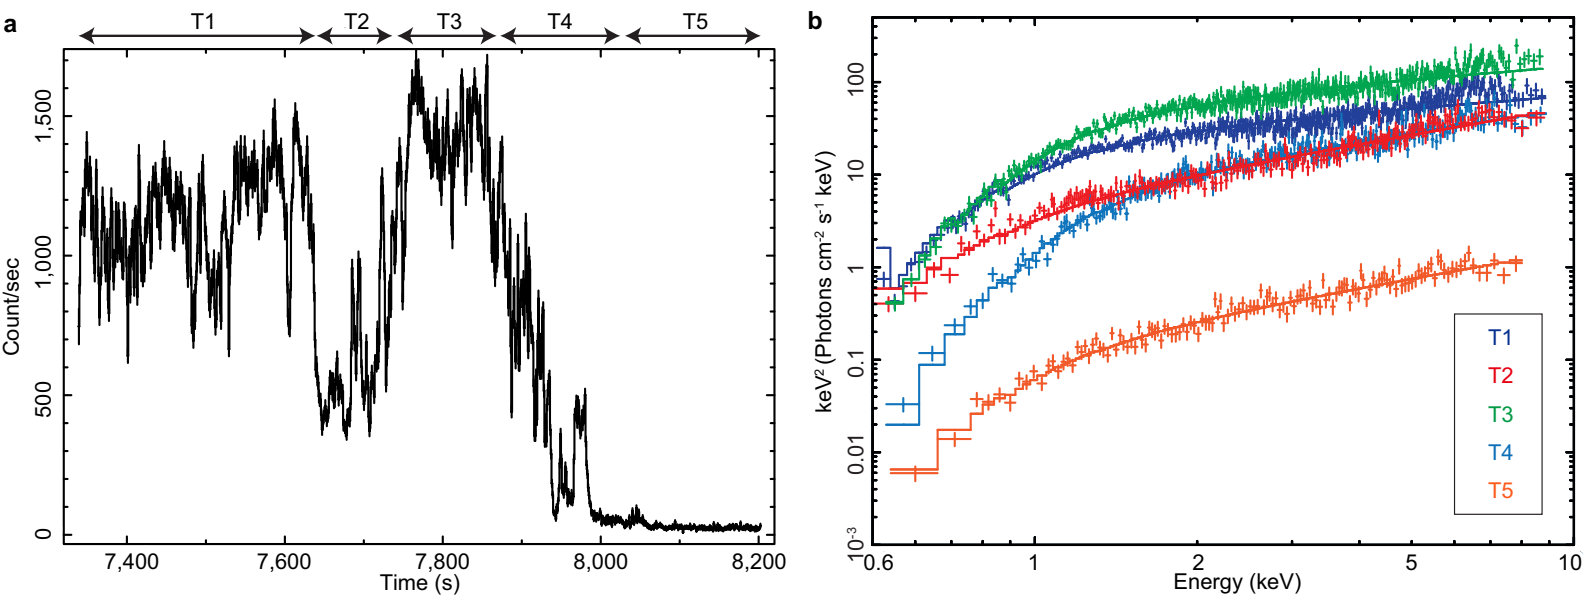 a
T1 T2 T3 T4 T5
Count/sec
1,500
1,000
500
0
7,400 7,600 7,800 8,000 8,200
Time (s)
b
keV² (Photons cm⁻² s⁻¹ keV)
100
10
1
0.1
0.01
10⁻³
T1
T2
T3
T4
T5
0.6 1 2 5 10
Energy (keV)